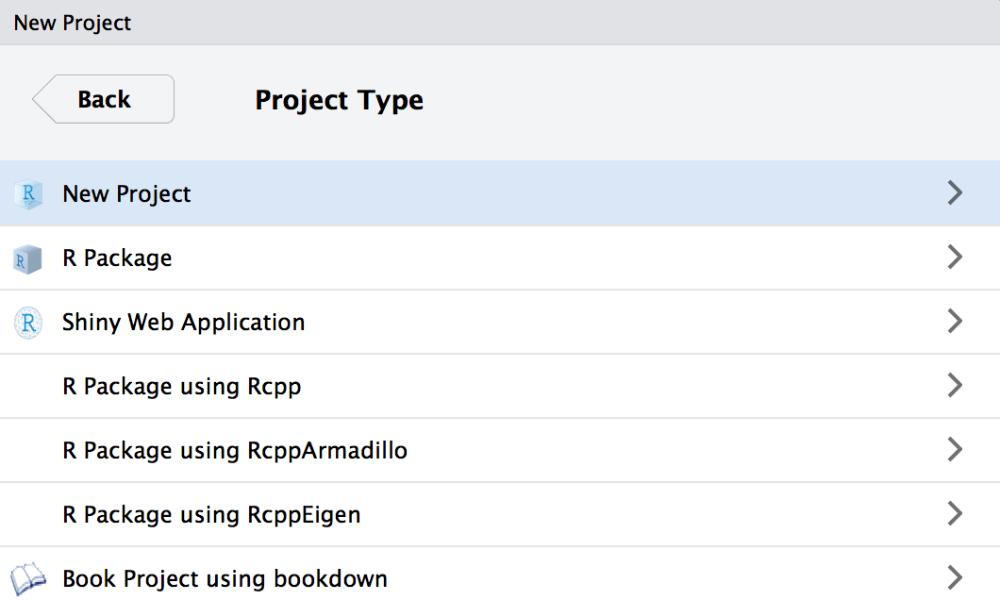 New Project
Back
Project Type
R New Project
R R Package
R Shiny Web Application
R Package using Rcpp
R Package using RcppArmadillo
R Package using RcppEigen
Book Project using bookdown